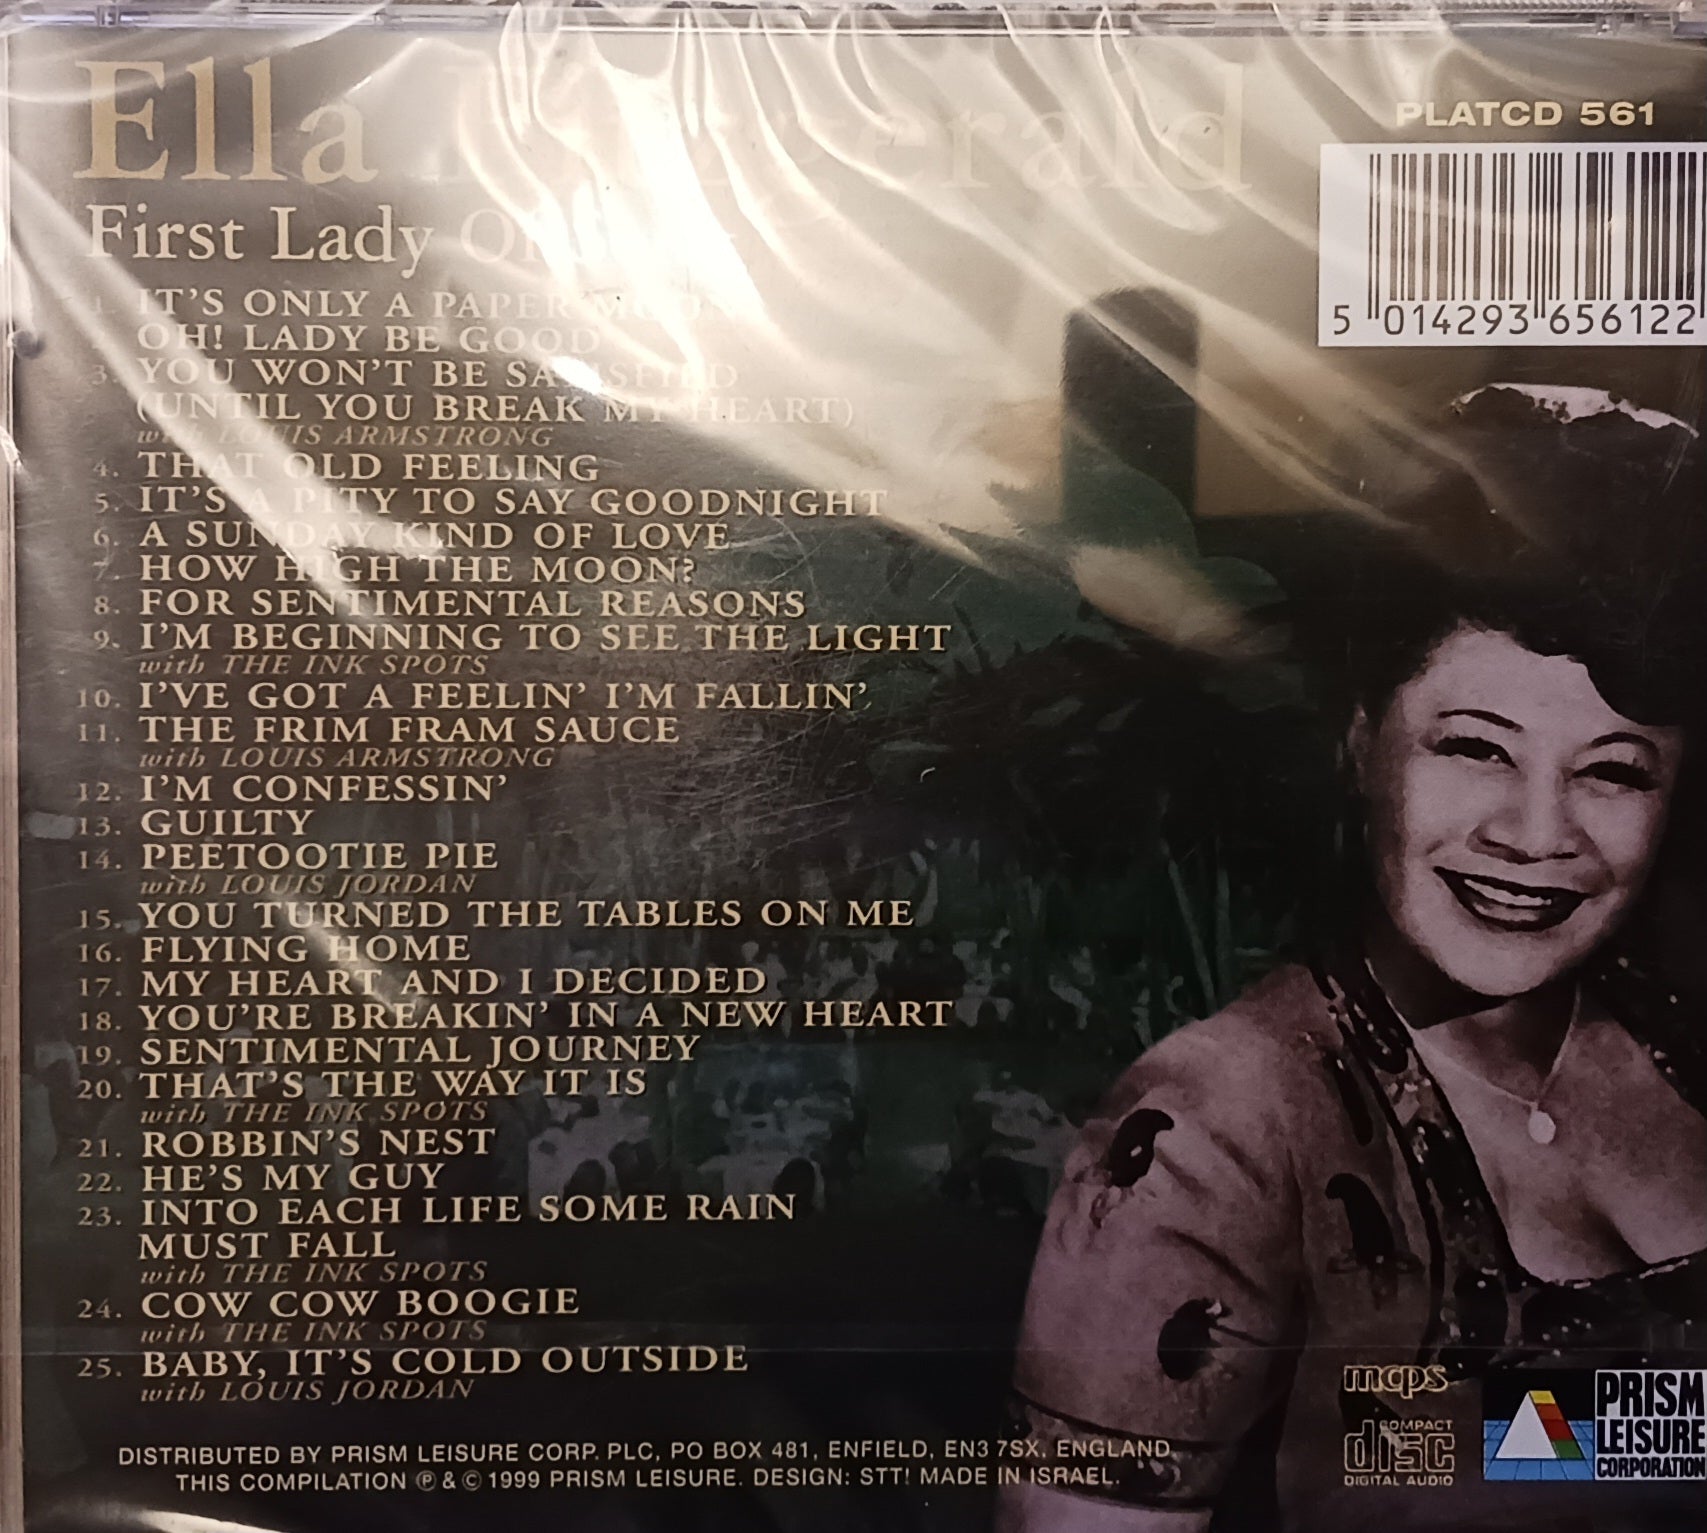 Ella Fitzgerald
First Lady Of
1. IT'S ONLY A PAPER MOON
2. OH! LADY BE GOOD
3. YOU WON'T BE SATISFIED
(UNTIL YOU BREAK MY HEART)
with LOUIS ARMSTRONG
4. THAT OLD FEELING
5. IT'S A PITY TO SAY GOODNIGHT
6. A SUNDAY KIND OF LOVE
7. HOW HIGH THE MOON?
8. FOR SENTIMENTAL REASONS
9. I'M BEGINNING TO SEE THE LIGHT
with THE INK SPOTS
10. I'VE GOT A FEELIN' I'M FALLIN'
11. THE FRIM FRAM SAUCE
with LOUIS ARMSTRONG
12. I'M CONFESSIN'
13. GUILTY
14. PEETOOTIE PIE
with LOUIS JORDAN
15. YOU TURNED THE TABLES ON ME
16. FLYING HOME
17. MY HEART AND I DECIDED
18. YOU'RE BREAKIN' IN A NEW HEART
19. SENTIMENTAL JOURNEY
20. THAT'S THE WAY IT IS
with THE INK SPOTS
21. ROBBIN'S NEST
22. HE'S MY GUY
23. INTO EACH LIFE SOME RAIN
MUST FALL
with THE INK SPOTS
24. COW COW BOOGIE
with THE INK SPOTS
25. BABY, IT'S COLD OUTSIDE
with LOUIS JORDAN
DISTRIBUTED BY PRISM LEISURE CORP. PLC, PO BOX 481, ENFIELD, EN3 7SX. ENGLAND.
THIS COMPILATION ℗ & © 1999 PRISM LEISURE. DESIGN: STT! MADE IN ISRAEL.
PLATCD 561
5 014293 656122
mcps
COMPACT
disc
DIGITAL AUDIO
PRISM
LEISURE
CORPORATION